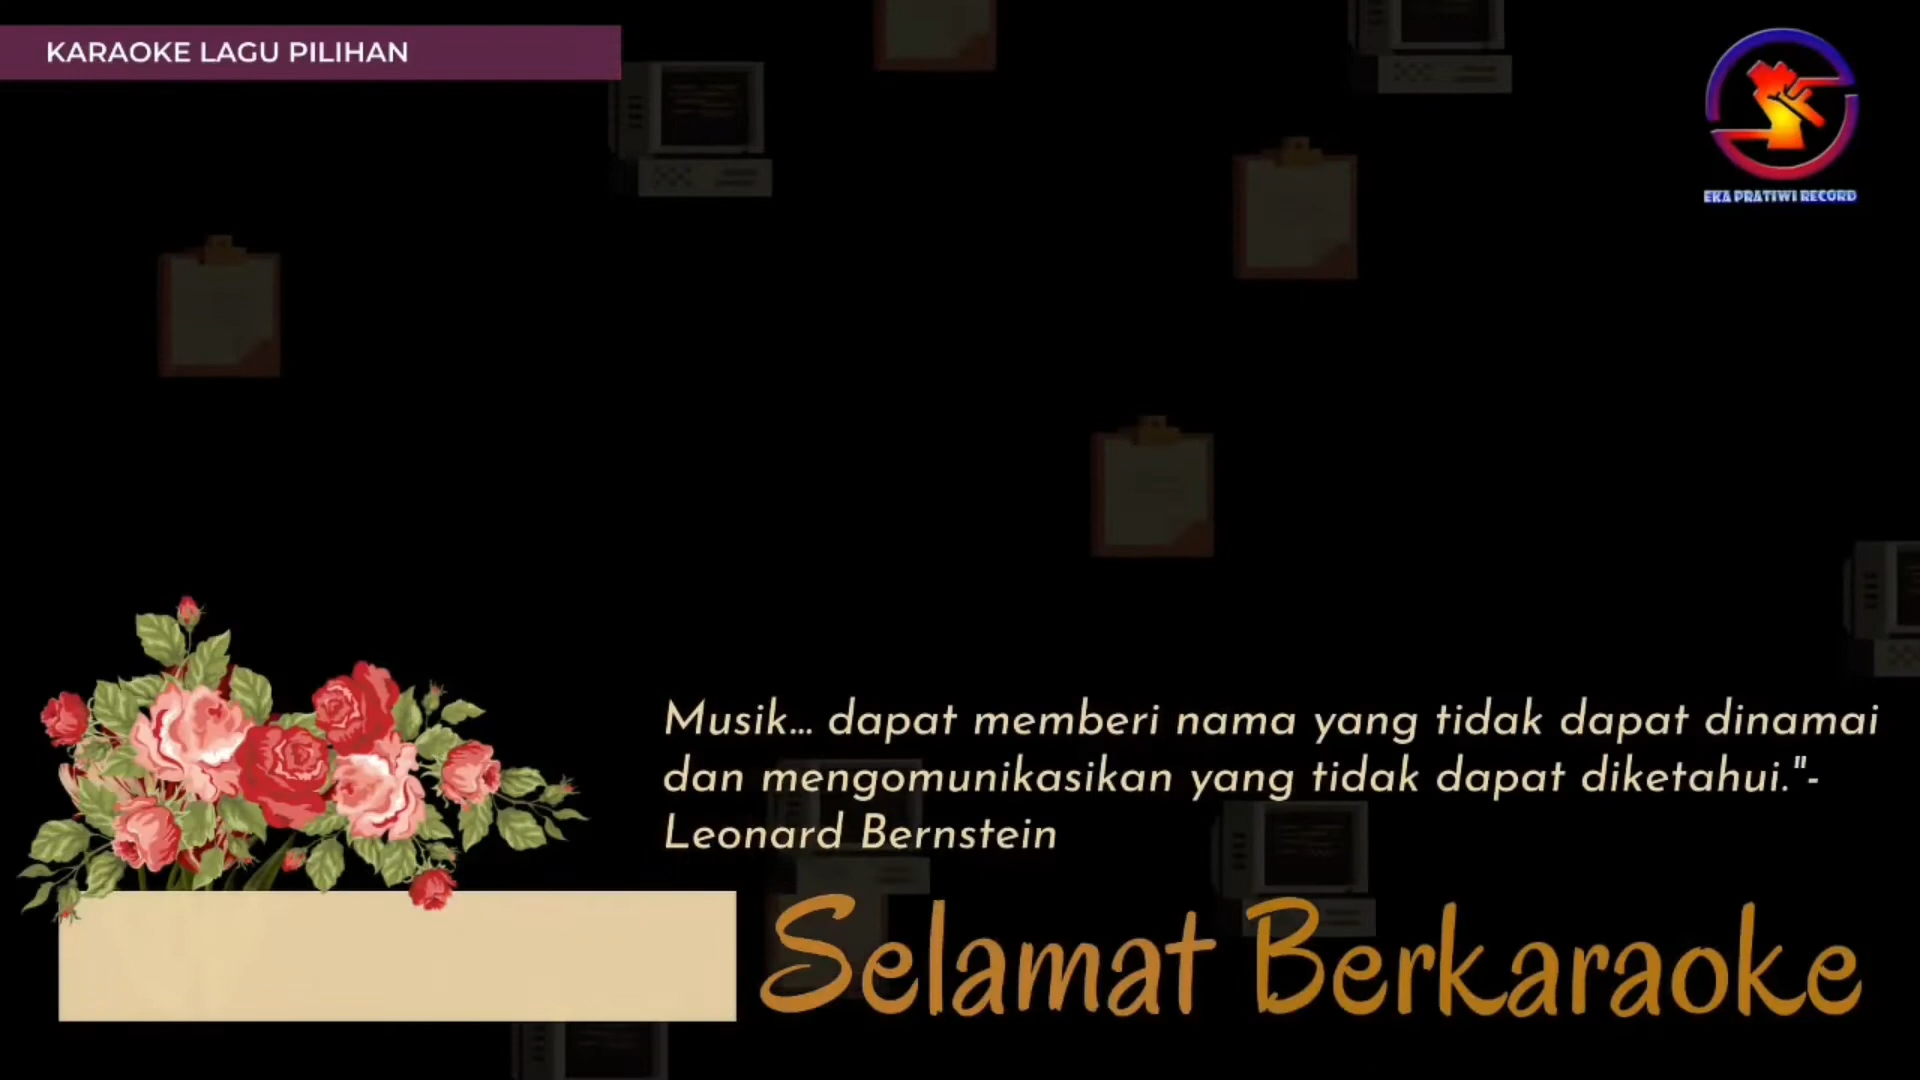 KARAOKE LAGU PILIHAN
EKA PRATIWI RECORD
Musik... dapat memberi nama yang tidak dapat dinamai
dan mengomunikasikan yang tidak dapat diketahui."-
Leonard Bernstein
Selamat Berkaraoke